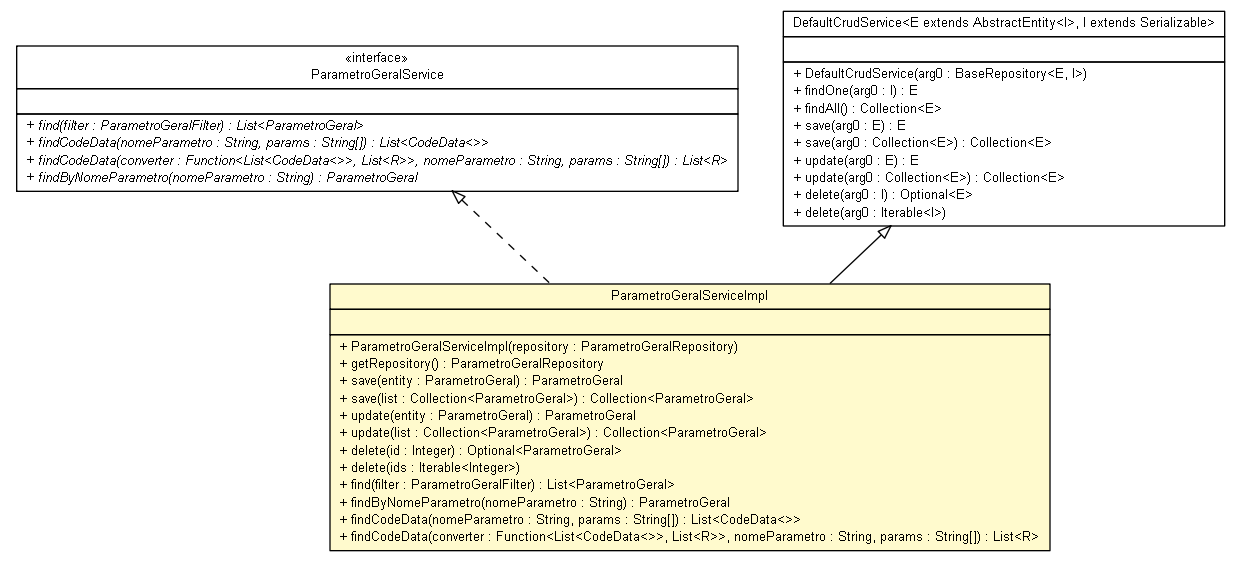 «interface»
ParametroGeralService
+ find(filter : ParametroGeralFilter) : List<ParametroGeral>
+ findCodeData(nomeParametro : String, params : String[]) : List<CodeData<>>
+ findCodeData(converter : Function<List<CodeData<>>, List<R>>, nomeParametro : String, params : String[]) : List<R>
+ findByNomeParametro(nomeParametro : String) : ParametroGeral
DefaultCrudService<E extends AbstractEntity<I>, I extends Serializable>
+ DefaultCrudService(arg0 : BaseRepository<E, I>)
+ findOne(arg0 : I) : E
+ findAll() : Collection<E>
+ save(arg0 : E) : E
+ save(arg0 : Collection<E>) : Collection<E>
+ update(arg0 : E) : E
+ update(arg0 : Collection<E>) : Collection<E>
+ delete(arg0 : I) : Optional<E>
+ delete(arg0 : Iterable<I>)
ParametroGeralServiceImpl
+ ParametroGeralServiceImpl(repository : ParametroGeralRepository)
+ getRepository() : ParametroGeralRepository
+ save(entity : ParametroGeral) : ParametroGeral
+ save(list : Collection<ParametroGeral>) : Collection<ParametroGeral>
+ update(entity : ParametroGeral) : ParametroGeral
+ update(list : Collection<ParametroGeral>) : Collection<ParametroGeral>
+ delete(id : Integer) : Optional<ParametroGeral>
+ delete(ids : Iterable<Integer>)
+ find(filter : ParametroGeralFilter) : List<ParametroGeral>
+ findByNomeParametro(nomeParametro : String) : ParametroGeral
+ findCodeData(nomeParametro : String, params : String[]) : List<CodeData<>>
+ findCodeData(converter : Function<List<CodeData<>>, List<R>>, nomeParametro : String, params : String[]) : List<R>